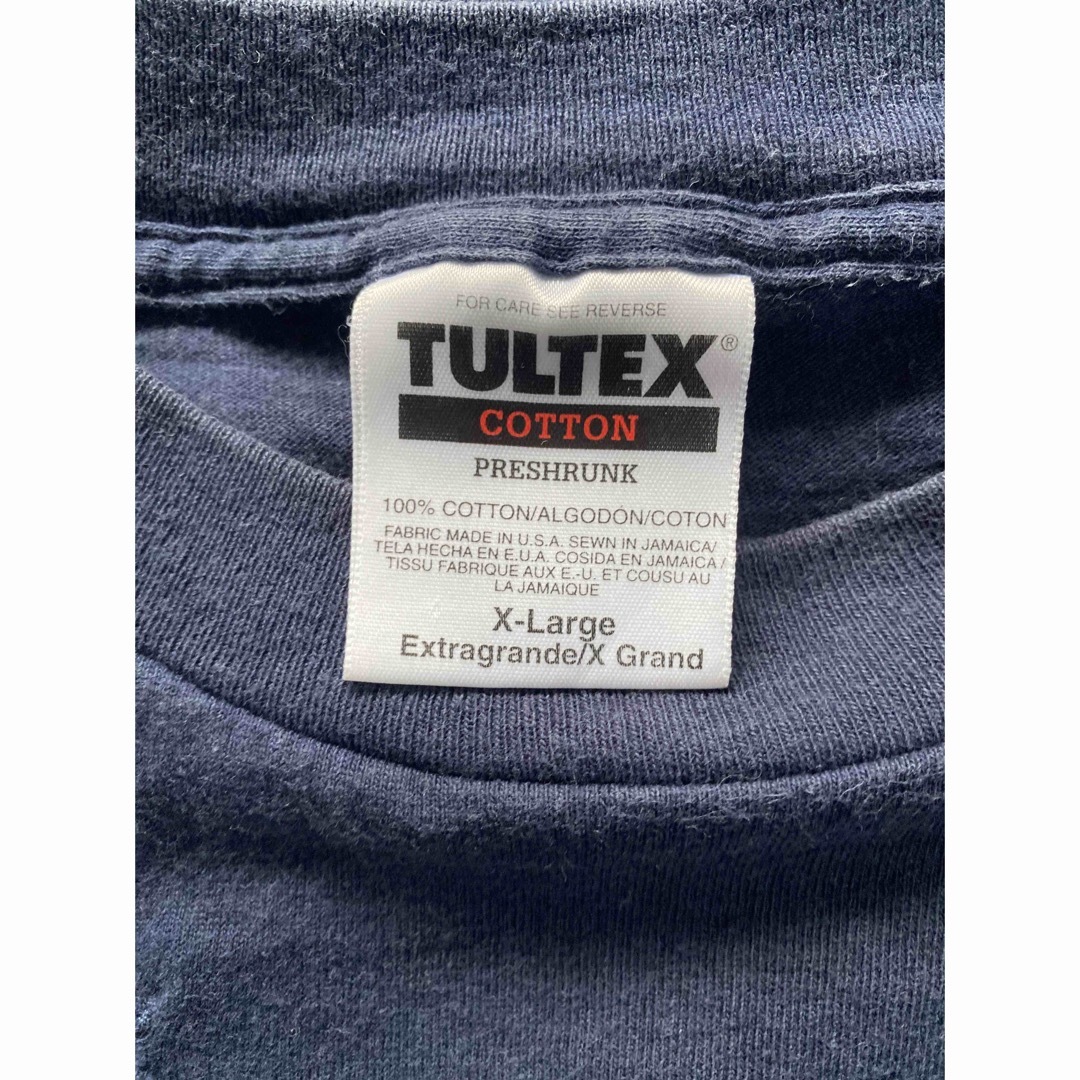 FOR CARE SEE REVERSE
TULTEX®
COTTON
PRESHRUNK
100% COTTON/ALGODON/COTON
FABRIC MADE IN U.S.A. SEWN IN JAMAICA/
TELA HECHA EN E.U.A. COSIDA EN JAMAICA/
TISSU FABRIQUE AUX E.-U. ET COUSU AU
LA JAMAIQUE
X-Large
Extragrande/X Grand